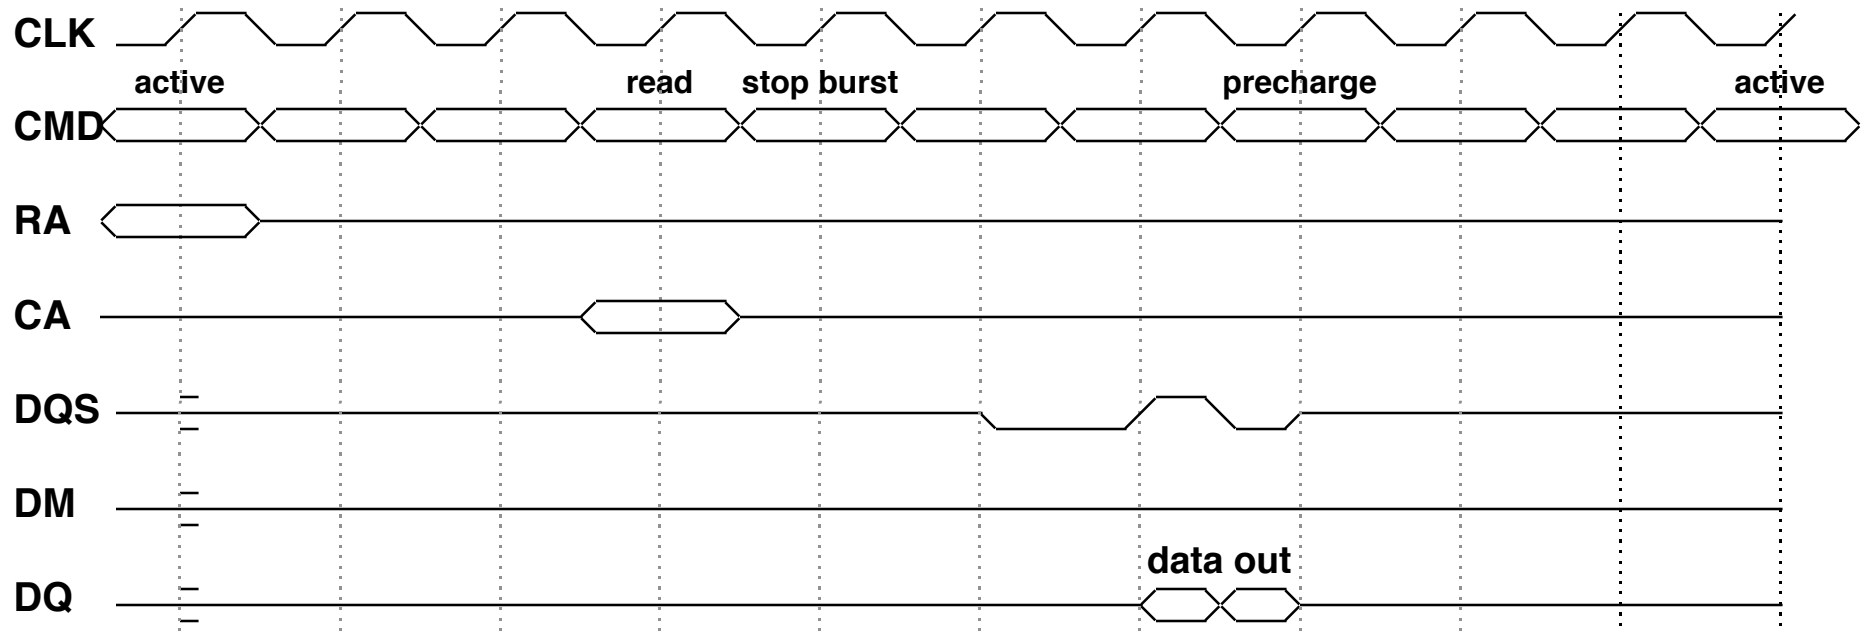 CLK
active read stop burst precharge active
CMD
RA
CA
DQS
DM
data out
DQ